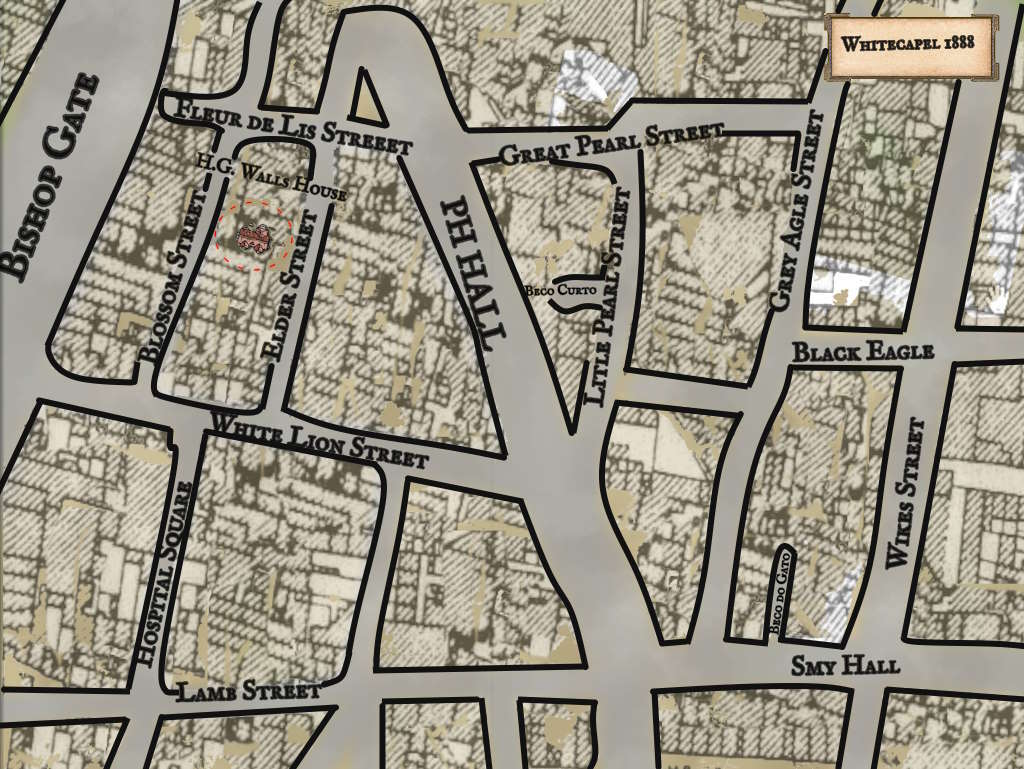 Whitecapel 1888
Bishop Gate
Fleur de Lis Streeet
H.G. Walls House
Blossom Street
Elder Street
PH Hall
Great Pearl Street
Little Pearl Street
Beco Curto
Grey Agle Street
Black Eagle
White Lion Street
Hospital Square
Wikes Street
Beco do Gato
Lamb Street
Smy Hall